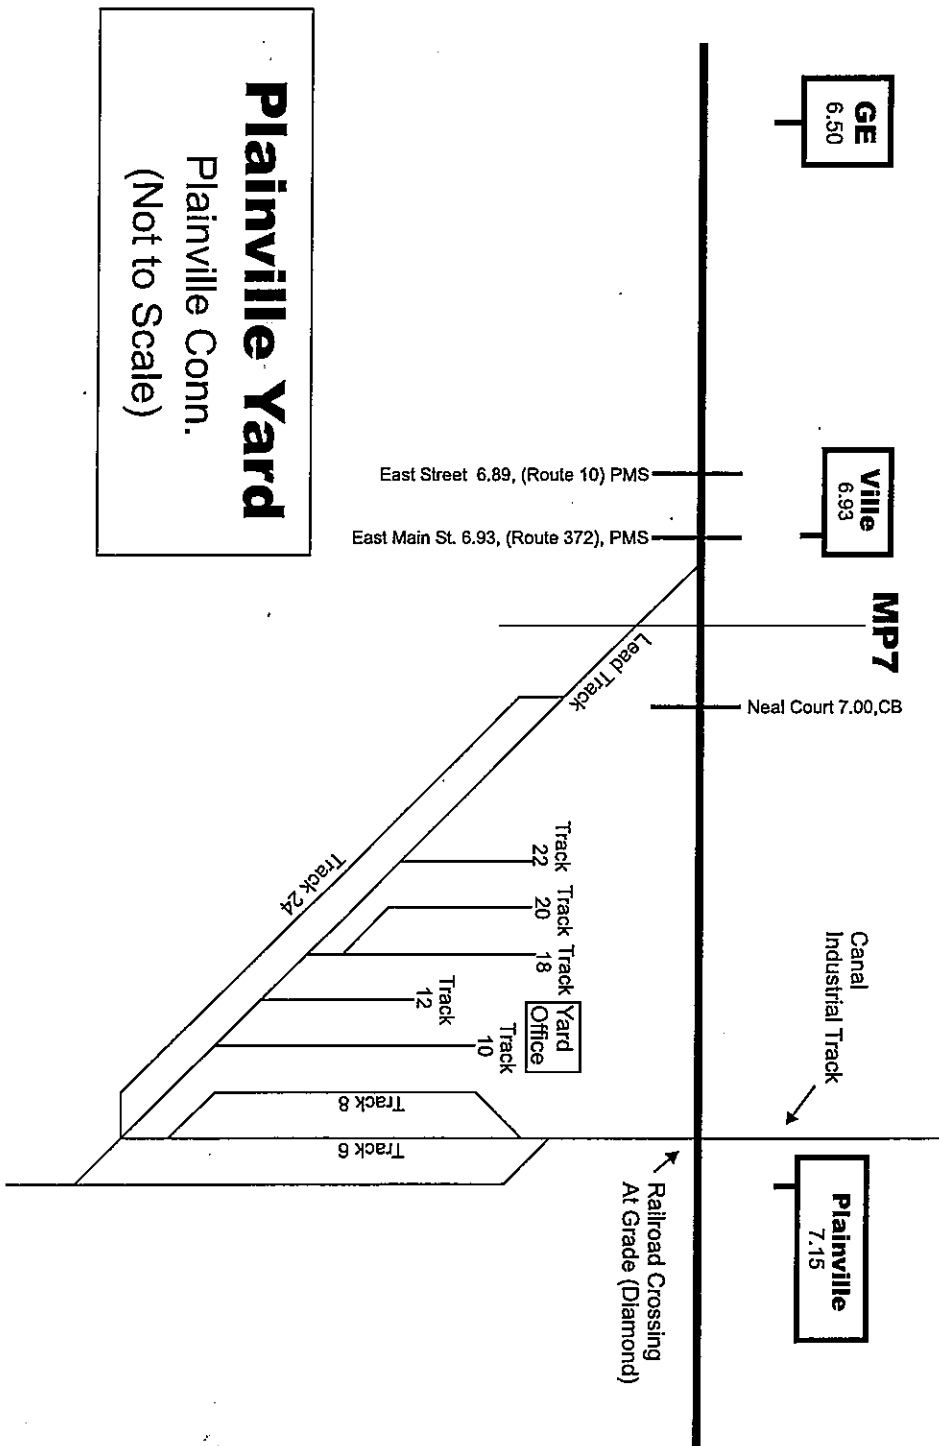 GE
6.50
Ville
6.93
MP7
Plainville
7.15
East Street 6.89, (Route 10) PMS
East Main St. 6.93, (Route 372), PMS
Neal Court 7.00,CB
Canal
Industrial Track
Railroad Crossing
At Grade (Diamond)
Lead Track
Track 24
Track
22
Track
20
Track
18
Track
12
Track
10
Yard
Office
Track 8
Track 6
Plainville Yard
Plainville Conn.
(Not to Scale)